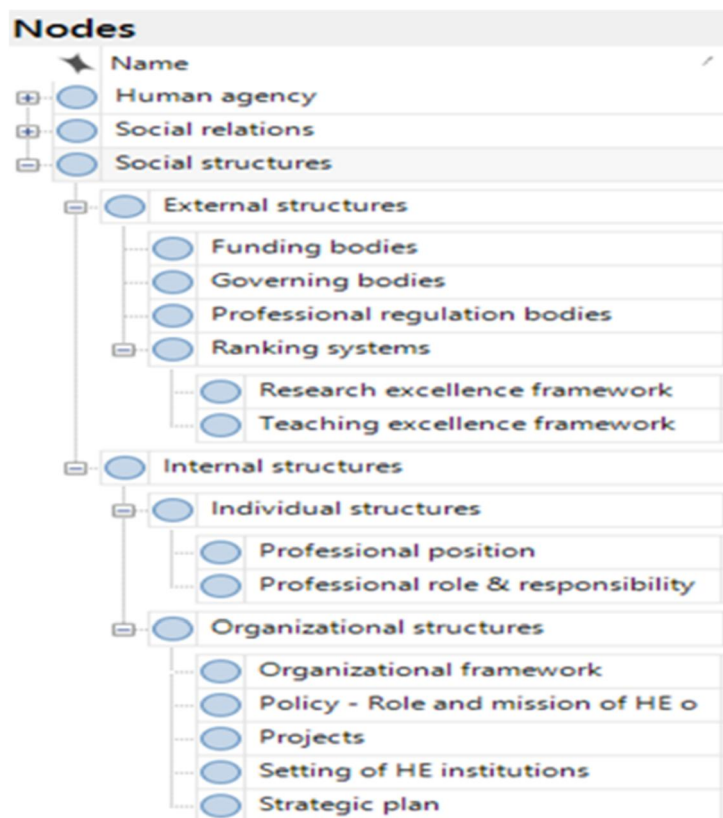 Nodes
Name
Human agency
Social relations
Social structures
External structures
Funding bodies
Governing bodies
Professional regulation bodies
Ranking systems
Research excellence framework
Teaching excellence framework
Internal structures
Individual structures
Professional position
Professional role & responsibility
Organizational structures
Organizational framework
Policy - Role and mission of HE o
Projects
Setting of HE institutions
Strategic plan